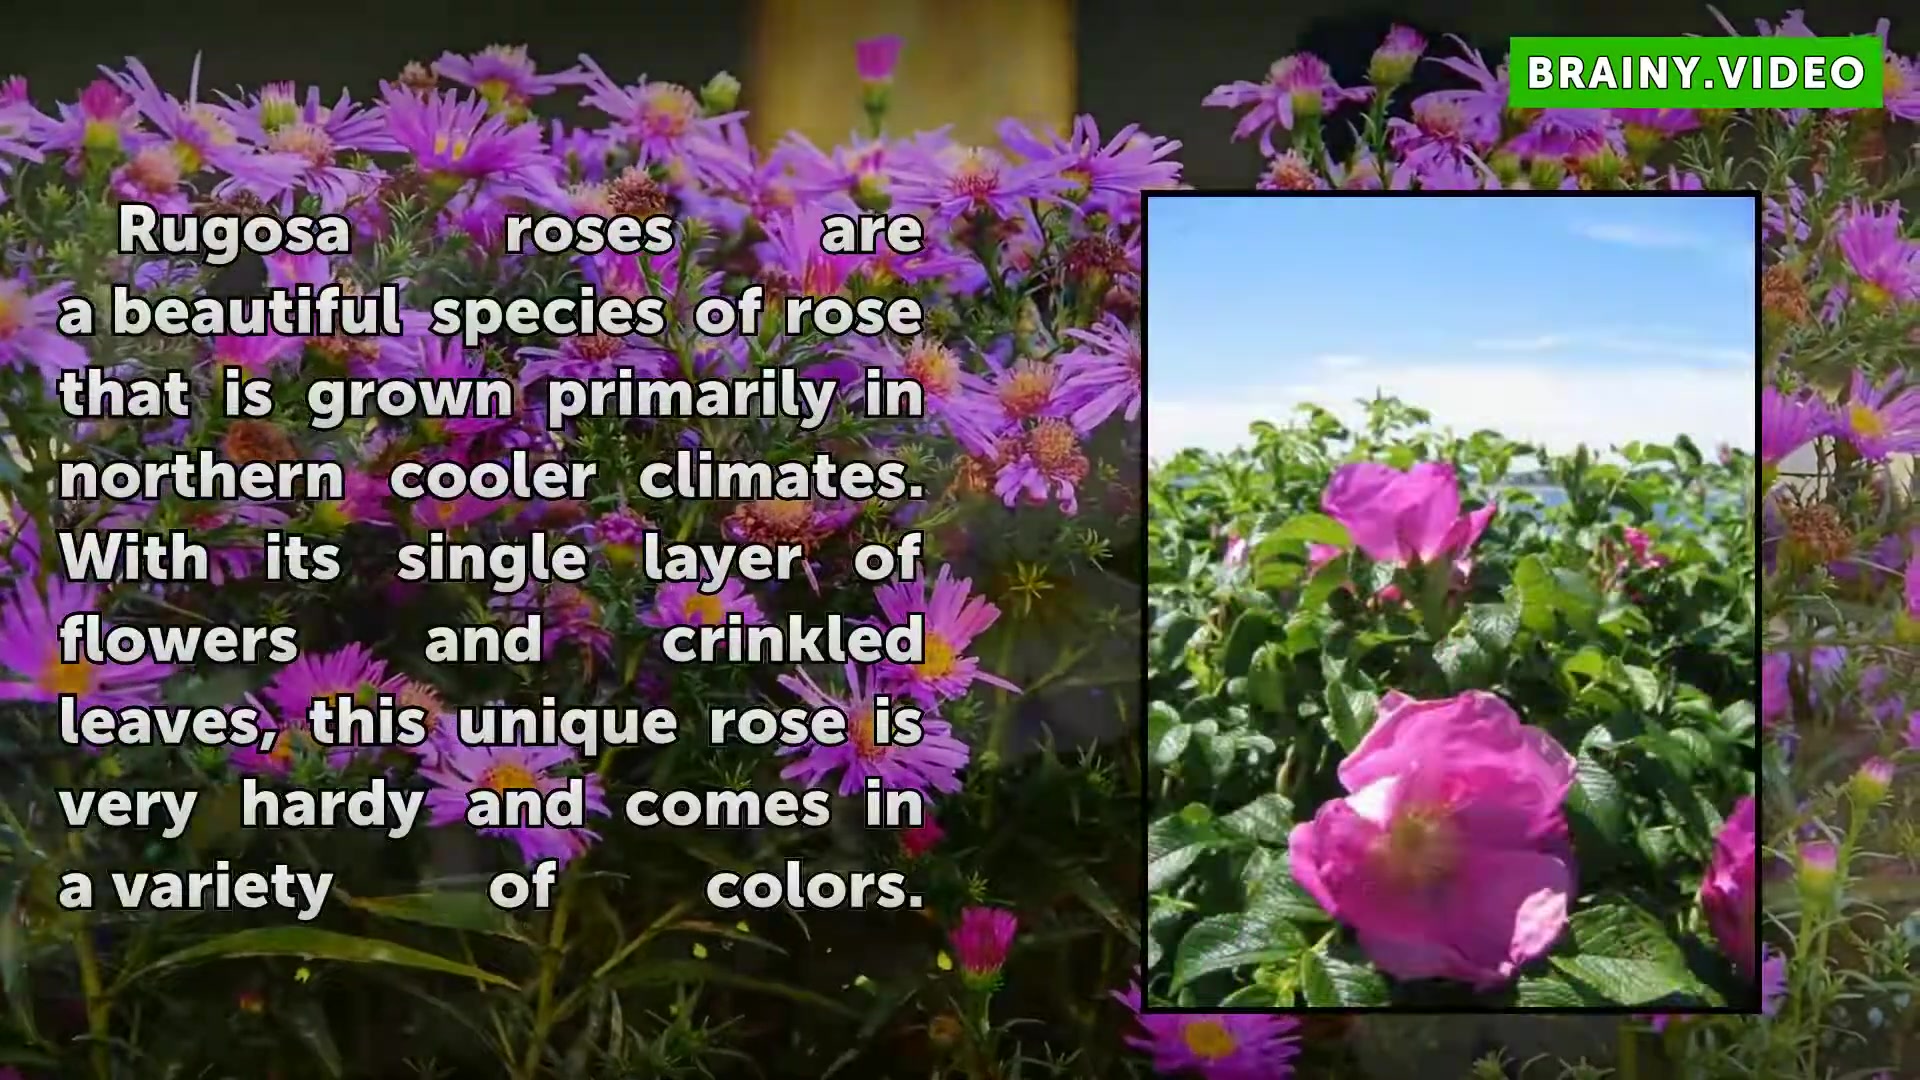 BRAINY.VIDEO
Rugosa roses are
a beautiful species of rose
that is grown primarily in
northern cooler climates.
With its single layer of
flowers and crinkled
leaves, this unique rose is
very hardy and comes in
a variety of colors.